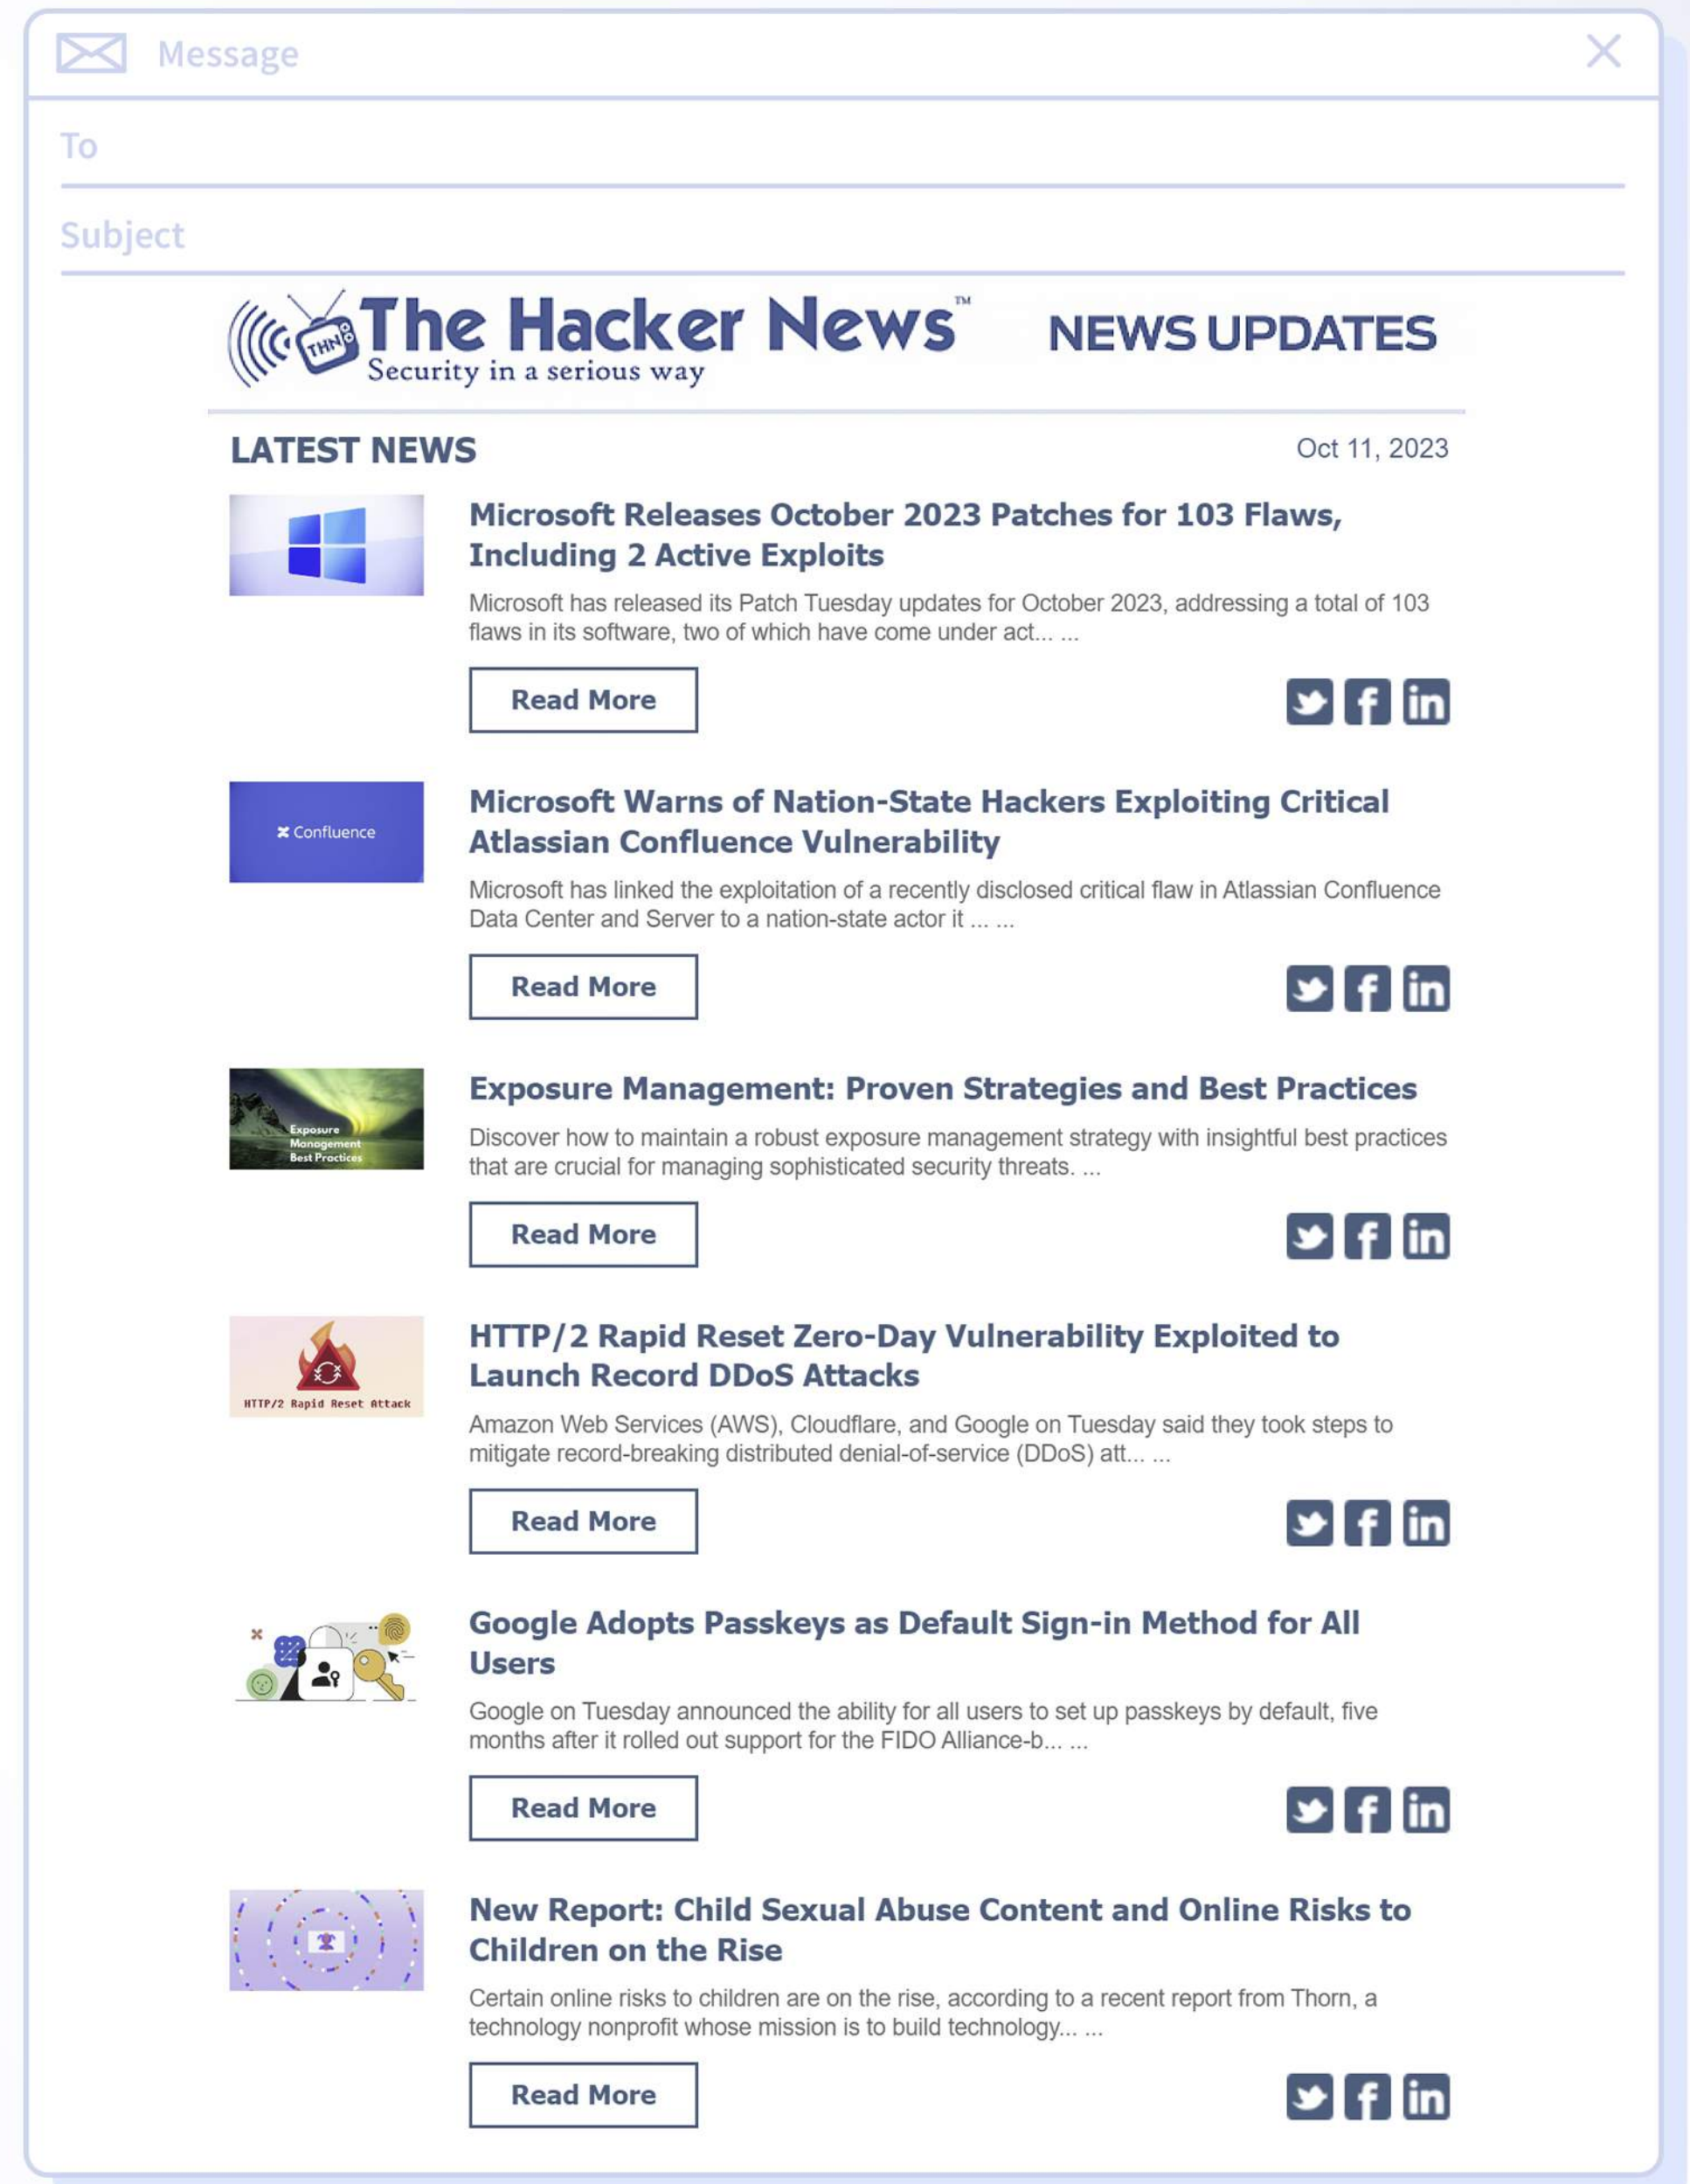 Message
To
Subject
THN
The Hacker News™
Security in a serious way
NEWS UPDATES
LATEST NEWS
Oct 11, 2023
Microsoft Releases October 2023 Patches for 103 Flaws,
Including 2 Active Exploits
Microsoft has released its Patch Tuesday updates for October 2023, addressing a total of 103
flaws in its software, two of which have come under act... ...
Read More
f in
Confluence
Microsoft Warns of Nation-State Hackers Exploiting Critical
Atlassian Confluence Vulnerability
Microsoft has linked the exploitation of a recently disclosed critical flaw in Atlassian Confluence
Data Center and Server to a nation-state actor it ... ...
Read More
f in
Exposure
Management
Best Practices
Exposure Management: Proven Strategies and Best Practices
Discover how to maintain a robust exposure management strategy with insightful best practices
that are crucial for managing sophisticated security threats. ...
Read More
f in
HTTP/2 Rapid Reset Attack
HTTP/2 Rapid Reset Zero-Day Vulnerability Exploited to
Launch Record DDoS Attacks
Amazon Web Services (AWS), Cloudflare, and Google on Tuesday said they took steps to
mitigate record-breaking distributed denial-of-service (DDoS) att... ...
Read More
f in
Google Adopts Passkeys as Default Sign-in Method for All
Users
Google on Tuesday announced the ability for all users to set up passkeys by default, five
months after it rolled out support for the FIDO Alliance-b... ...
Read More
f in
New Report: Child Sexual Abuse Content and Online Risks to
Children on the Rise
Certain online risks to children are on the rise, according to a recent report from Thorn, a
technology nonprofit whose mission is to build technology... ...
Read More
f in